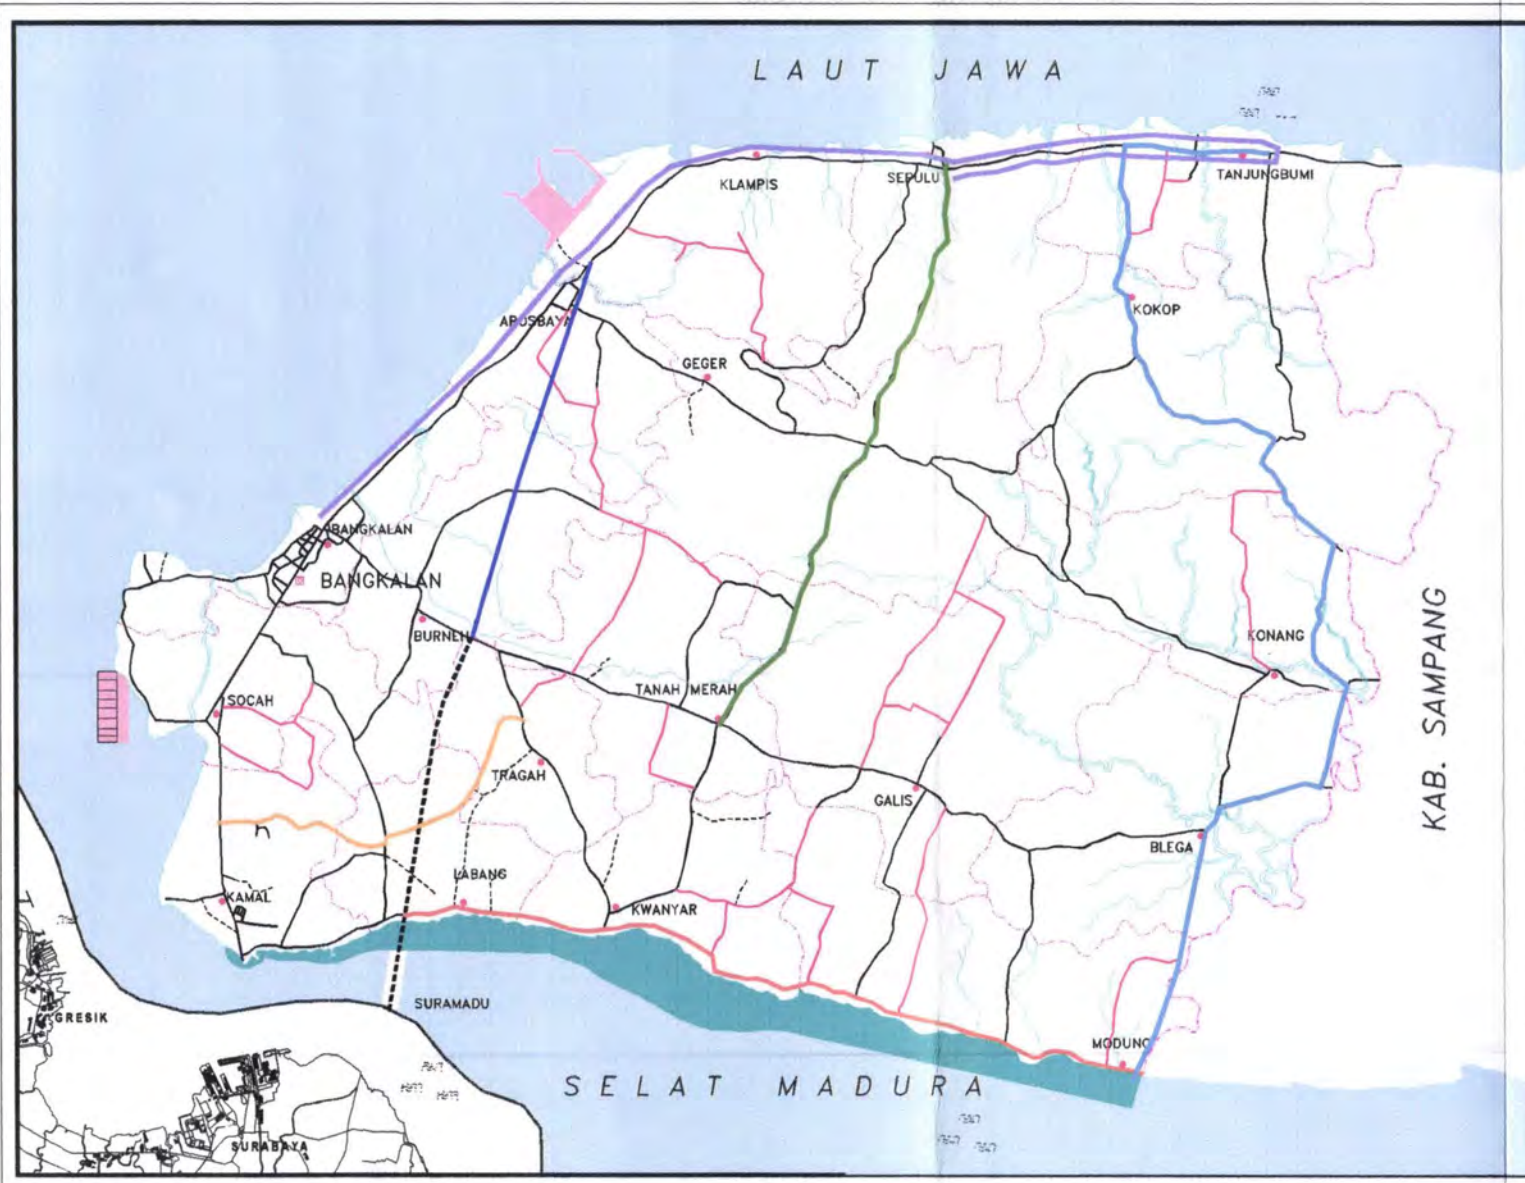 LAUT JAWA
KLAMPIS
SEPULU
TANJUNGBUMI
KOKOP
AROSBAYA
GEGER
BANGKALAN
BANGKALAN
BURNEH
KONANG
KAB. SAMPANG
TANAH MERAH
SOCAH
TRAGAH
GALIS
BLEGA
LABANG
KAMAL
KWANYAR
SURAMADU
GRESIK
MODUNG
SELAT MADURA
SURABAYA